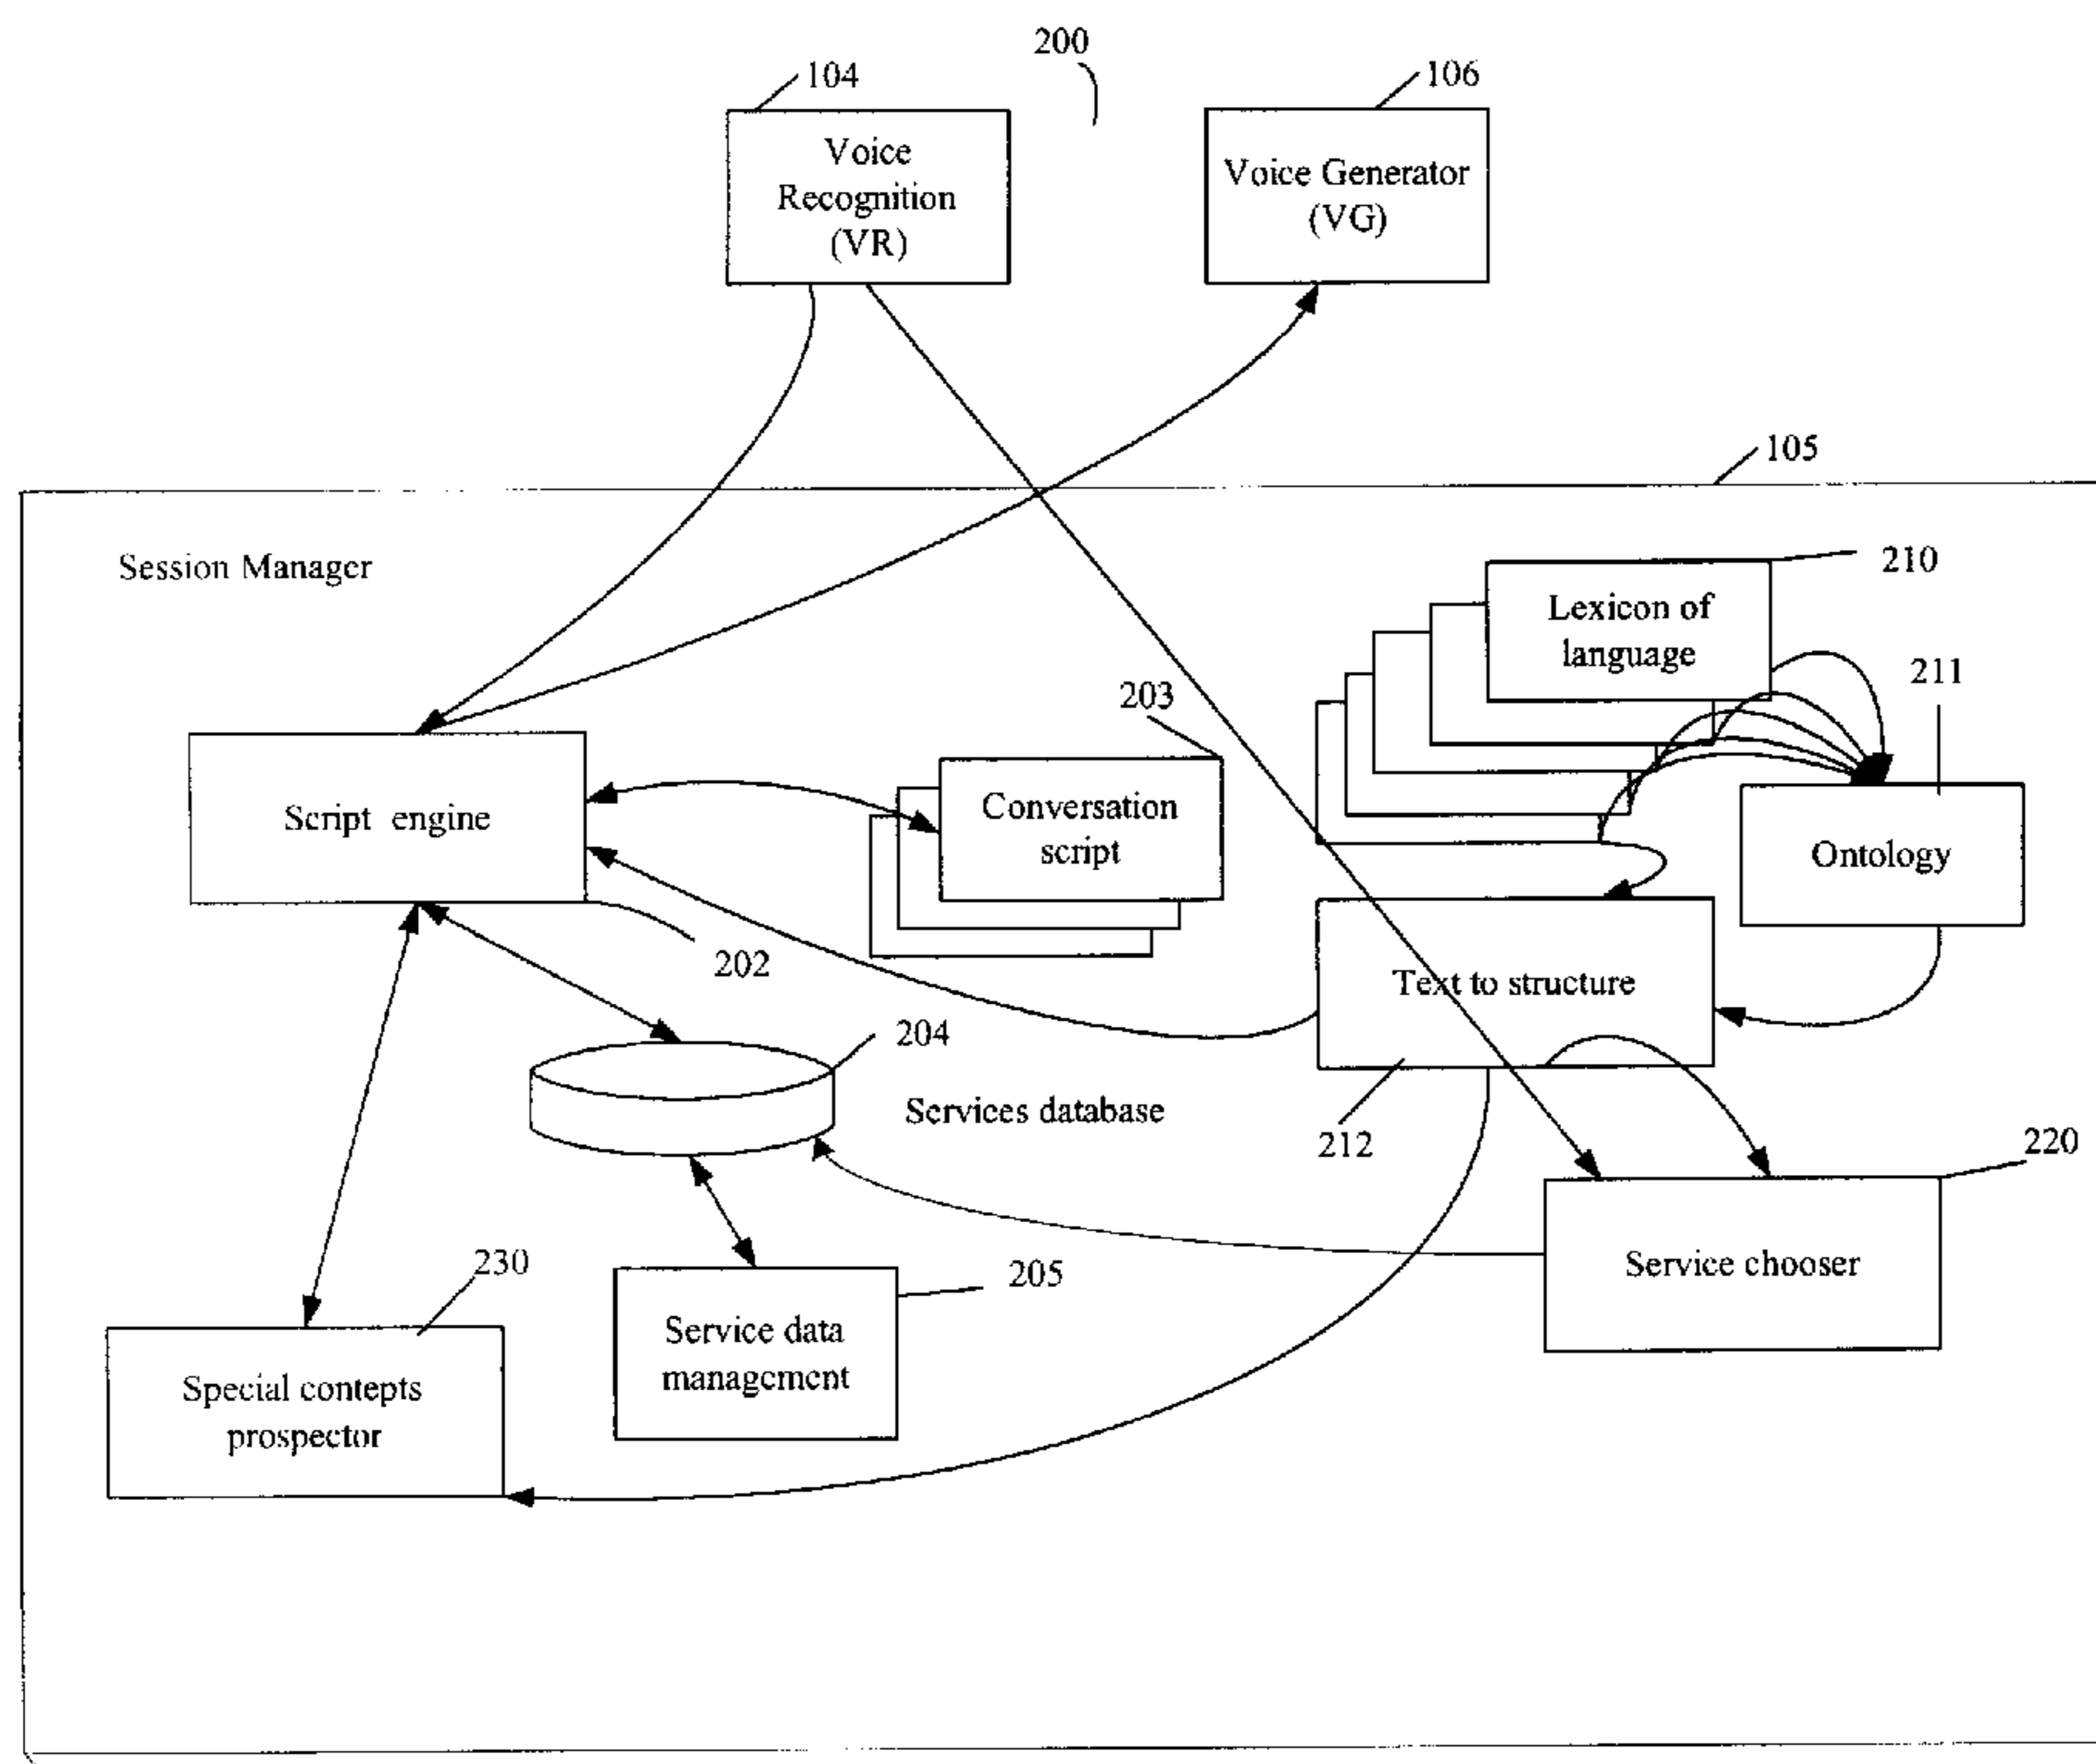 200
104
106
Voice
Recognition
(VR)
Voice Generator
(VG)
105
Session Manager
210
Lexicon of
language
211
203
Script engine
Conversation
script
Ontology
202
Text to structure
204
Services database
212
220
230
205
Service chooser
Service data
management
Special contepts
prospector